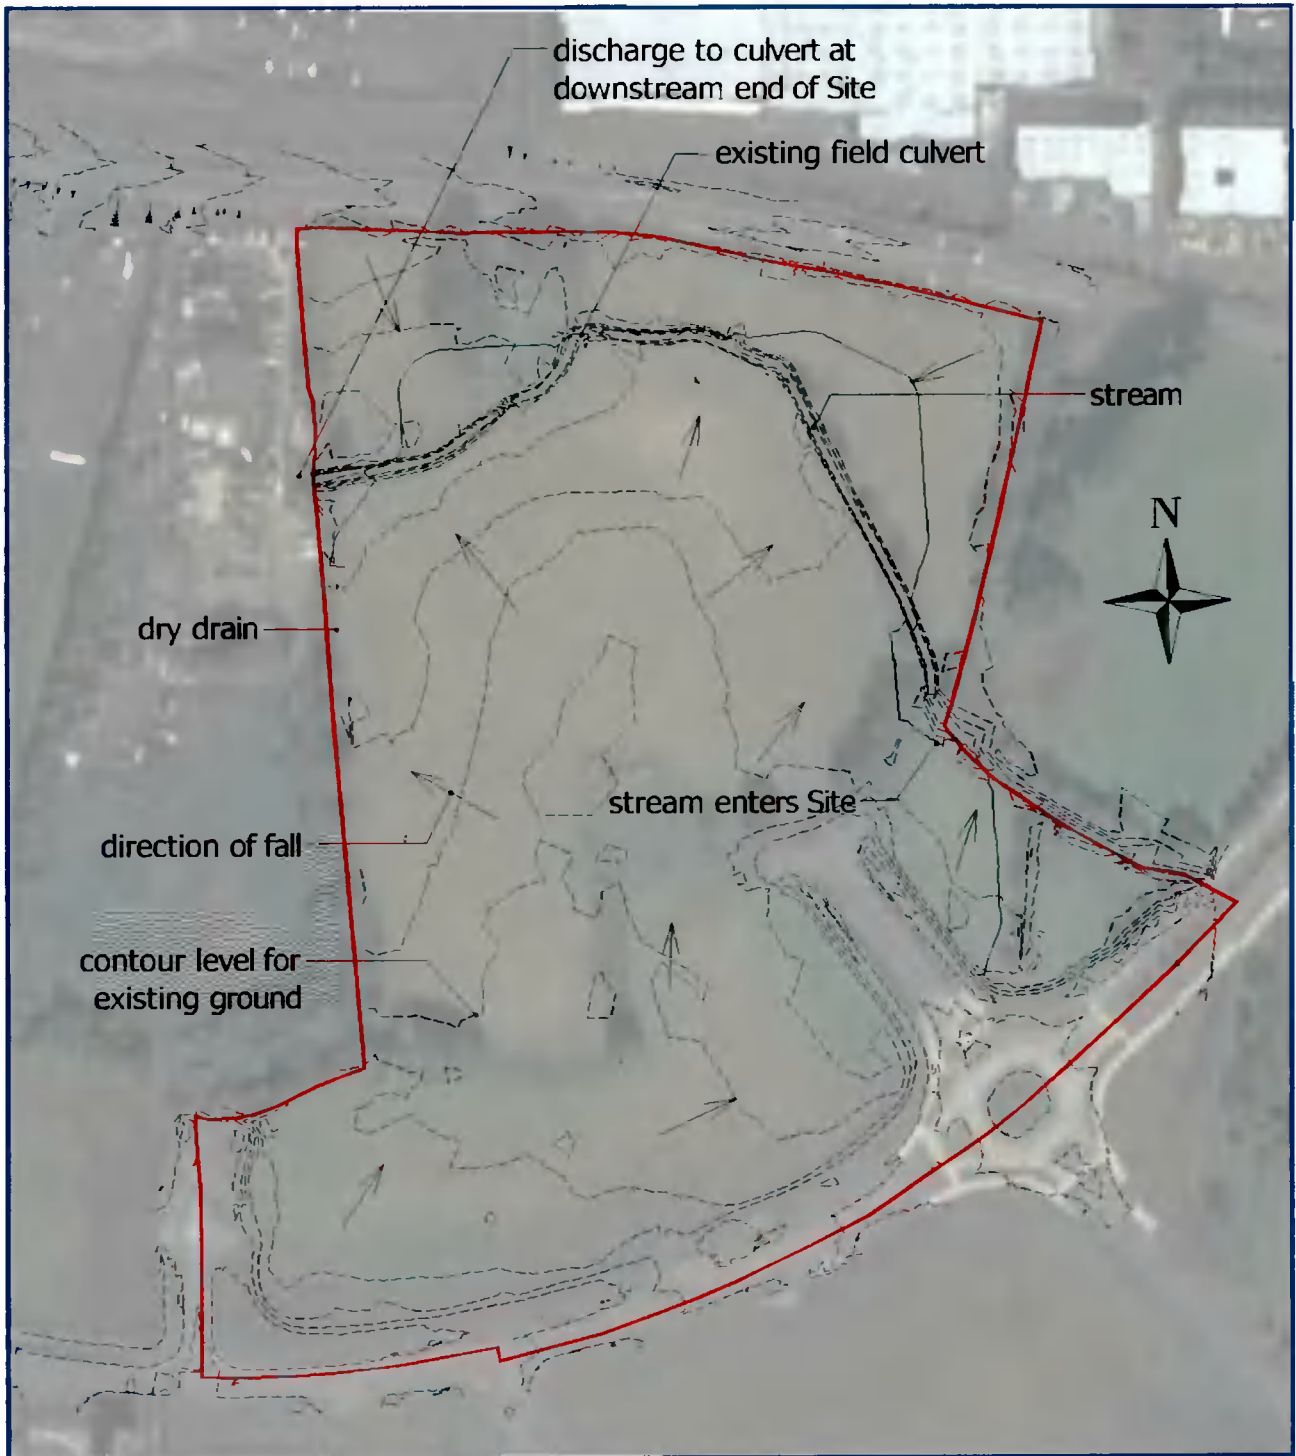 discharge to culvert at
downstream end of Site
existing field culvert
stream
N
dry drain
stream enters Site
direction of fall
contour level for
existing ground